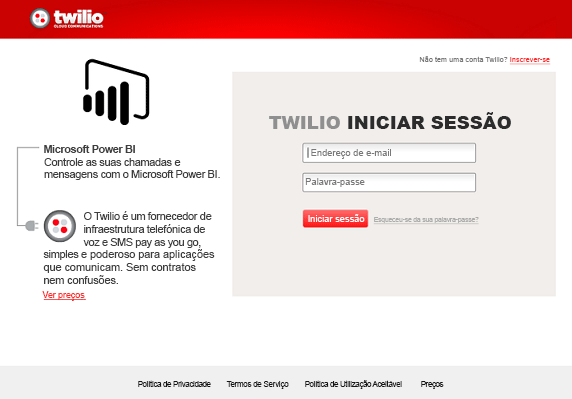 twilio
CLOUD COMMUNICATIONS
Não tem uma conta Twilio? Inscrever-se
TWILIO INICIAR SESSÃO
Endereço de e-mail
Palavra-passe
Iniciar sessão Esqueceu-se da sua palavra-passe?
Microsoft Power BI
Controle as suas chamadas e
mensagens com o Microsoft Power BI.
O Twilio é um fornecedor de
infraestrutura telefónica de
voz e SMS pay as you go,
simples e poderoso para aplicações
que comunicam. Sem contratos
nem confusões.
Ver preços
Política de Privacidade Termos de Serviço Política de Utilização Aceitável Preços